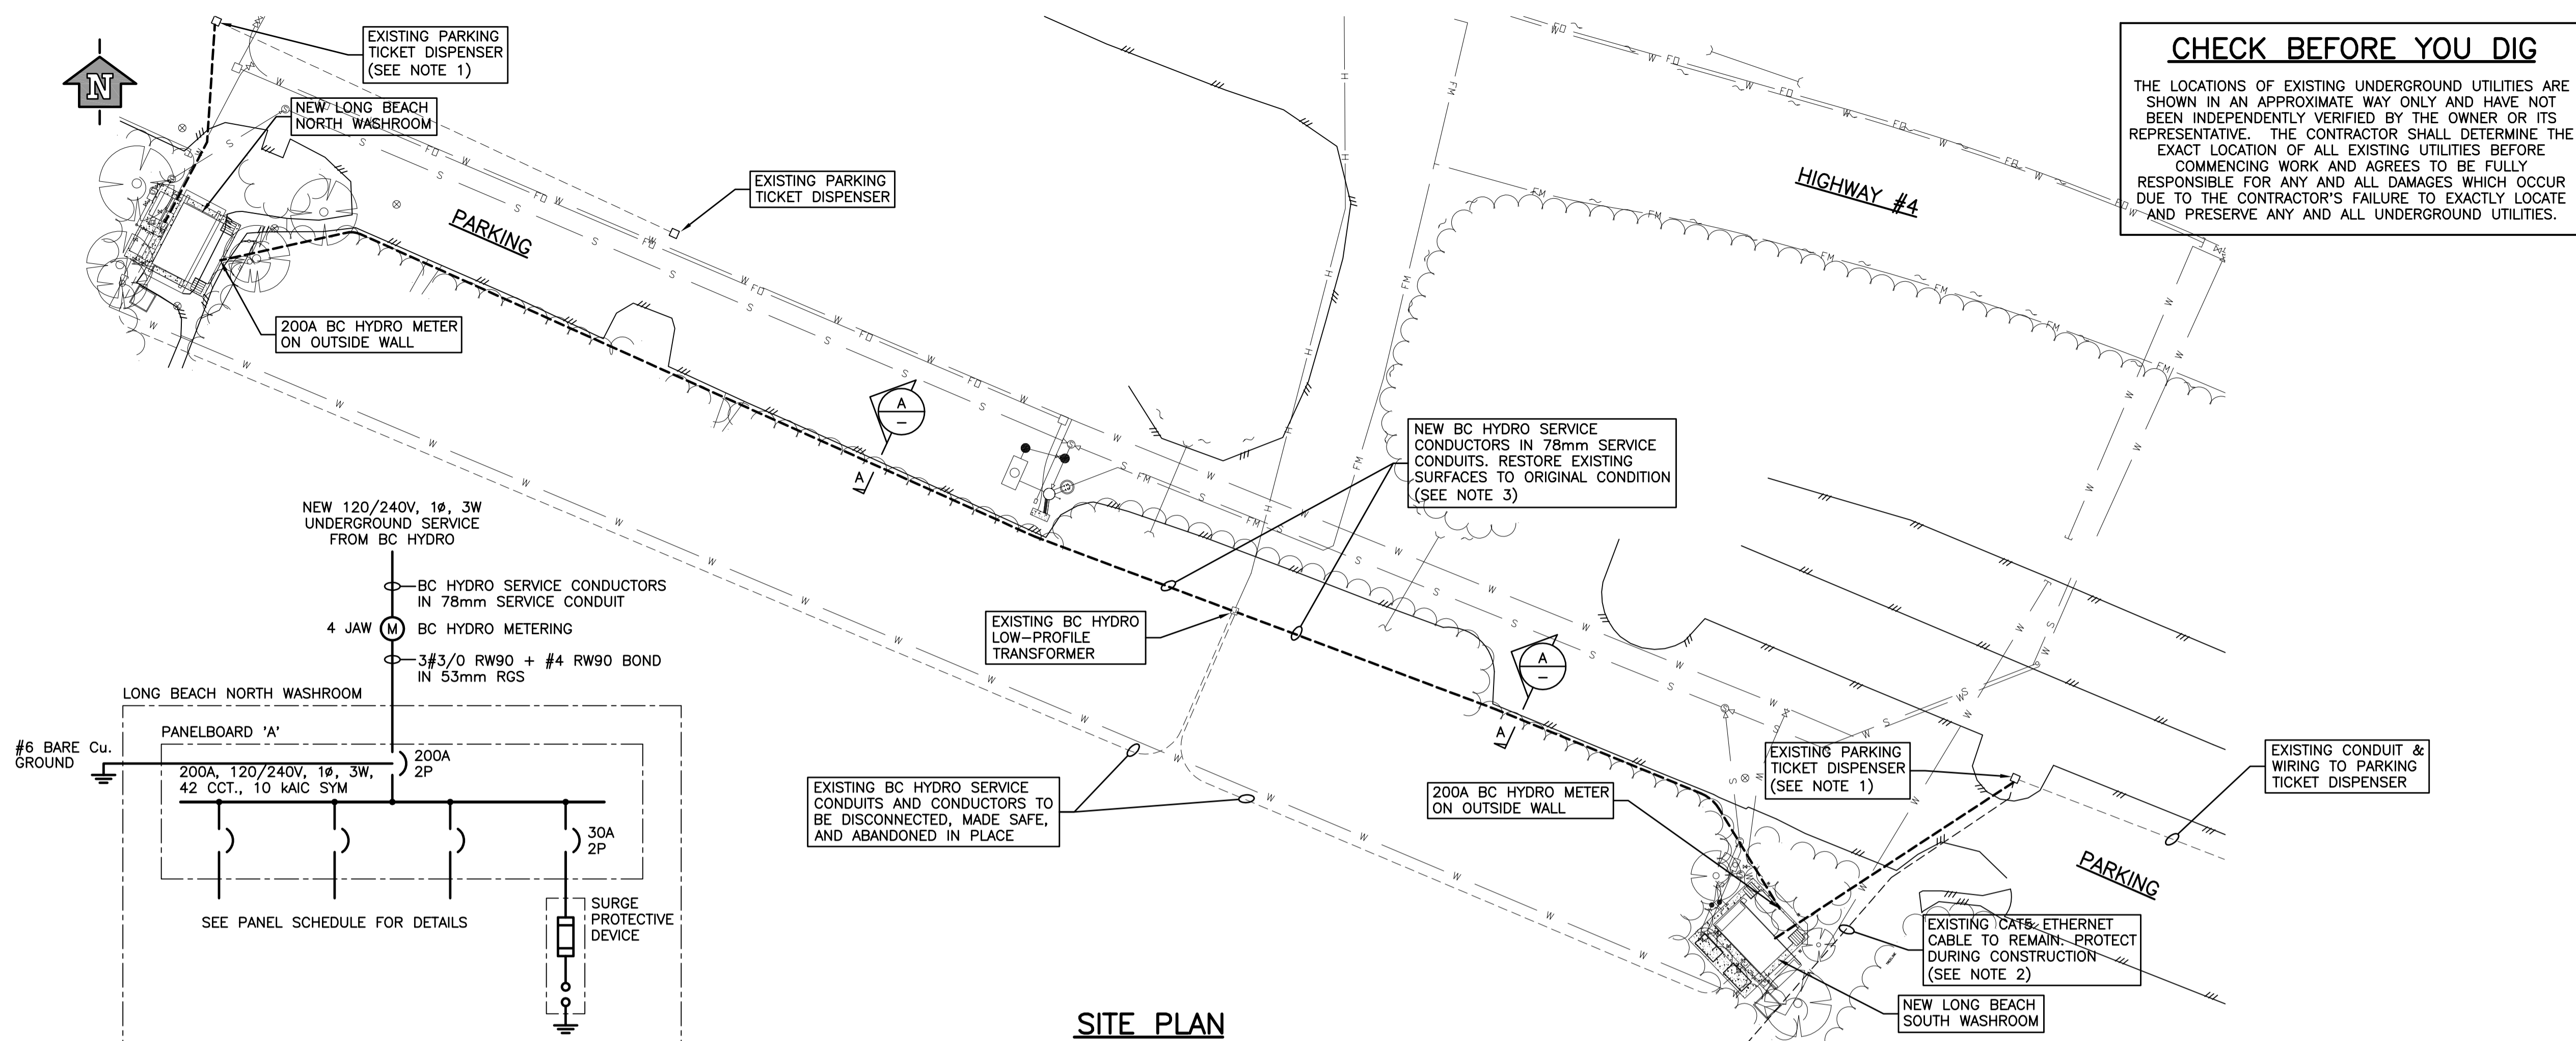 EXISTING PARKING
TICKET DISPENSER
(SEE NOTE 1)
N
NEW LONG BEACH
NORTH WASHROOM
EXISTING PARKING
TICKET DISPENSER
PARKING
200A BC HYDRO METER
ON OUTSIDE WALL
HIGHWAY #4
CHECK BEFORE YOU DIG
THE LOCATIONS OF EXISTING UNDERGROUND UTILITIES ARE
SHOWN IN AN APPROXIMATE WAY ONLY AND HAVE NOT
BEEN INDEPENDENTLY VERIFIED BY THE OWNER OR ITS
REPRESENTATIVE. THE CONTRACTOR SHALL DETERMINE THE
EXACT LOCATION OF ALL EXISTING UTILITIES BEFORE
COMMENCING WORK AND AGREES TO BE FULLY
RESPONSIBLE FOR ANY AND ALL DAMAGES WHICH OCCUR
DUE TO THE CONTRACTOR'S FAILURE TO EXACTLY LOCATE
AND PRESERVE ANY AND ALL UNDERGROUND UTILITIES.
A
–
A
NEW BC HYDRO SERVICE
CONDUCTORS IN 78mm SERVICE
CONDUITS. RESTORE EXISTING
SURFACES TO ORIGINAL CONDITION
(SEE NOTE 3)
NEW 120/240V, 1ø, 3W
UNDERGROUND SERVICE
FROM BC HYDRO
BC HYDRO SERVICE CONDUCTORS
IN 78mm SERVICE CONDUIT
4 JAW
M
BC HYDRO METERING
3#3/0 RW90 + #4 RW90 BOND
IN 53mm RGS
LONG BEACH NORTH WASHROOM
PANELBOARD 'A'
#6 BARE Cu.
GROUND
200A
2P
200A, 120/240V, 1ø, 3W,
42 CCT., 10 kAIC SYM
30A
2P
SEE PANEL SCHEDULE FOR DETAILS
SURGE
PROTECTIVE
DEVICE
EXISTING BC HYDRO
LOW-PROFILE
TRANSFORMER
EXISTING BC HYDRO SERVICE
CONDUITS AND CONDUCTORS TO
BE DISCONNECTED, MADE SAFE,
AND ABANDONED IN PLACE
A
–
A
EXISTING PARKING
TICKET DISPENSER
(SEE NOTE 1)
200A BC HYDRO METER
ON OUTSIDE WALL
EXISTING CONDUIT &
WIRING TO PARKING
TICKET DISPENSER
PARKING
EXISTING CAT5 ETHERNET
CABLE TO REMAIN. PROTECT
DURING CONSTRUCTION
(SEE NOTE 2)
NEW LONG BEACH
SOUTH WASHROOM
SITE PLAN